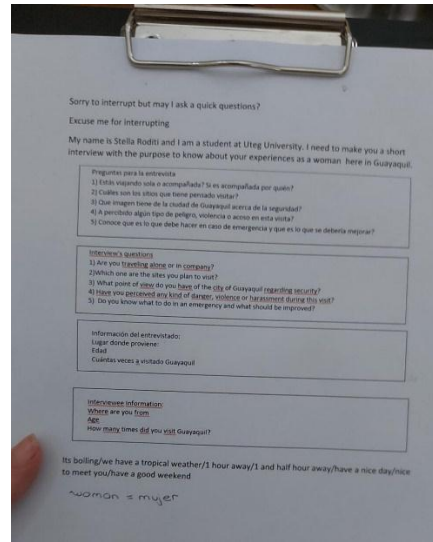 Sorry to interrupt but may I ask a quick questions?
Excuse me for interrupting
My name is Stella Roditi and I am a student at Uteg University. I need to make you a short
interview with the purpose to know about your experiences as a woman here in Guayaquil.
Preguntas para la entrevista
1) Estás viajando sola o acompañada? Si es acompañada por quién?
2) Cuáles son los sitios que tiene pensado visitar?
3) Que imagen tiene de la ciudad de Guayaquil acerca de la seguridad?
4) A percibido algún tipo de peligro, violencia o acoso en esta visita?
5) Conoce que es lo que debe hacer en caso de emergencia y que es lo que se debería mejorar?
Interview's questions
1) Are you traveling alone or in company?
2)Which one are the sites you plan to visit?
3) What point of view do you have of the city of Guayaquil regarding security?
4) Have you perceived any kind of danger, violence or harassment during this visit?
5) Do you know what to do in an emergency and what should be improved?
Información del entrevistado:
Lugar donde proviene:
Edad
Cuántas veces a visitado Guayaquil
Interviewee information:
Where are you from
Age
How many times did you visit Guayaquil?
Its boiling/we have a tropical weather/1 hour away/1 and half hour away/have a nice day/nice
to meet you/have a good weekend
woman = mujer